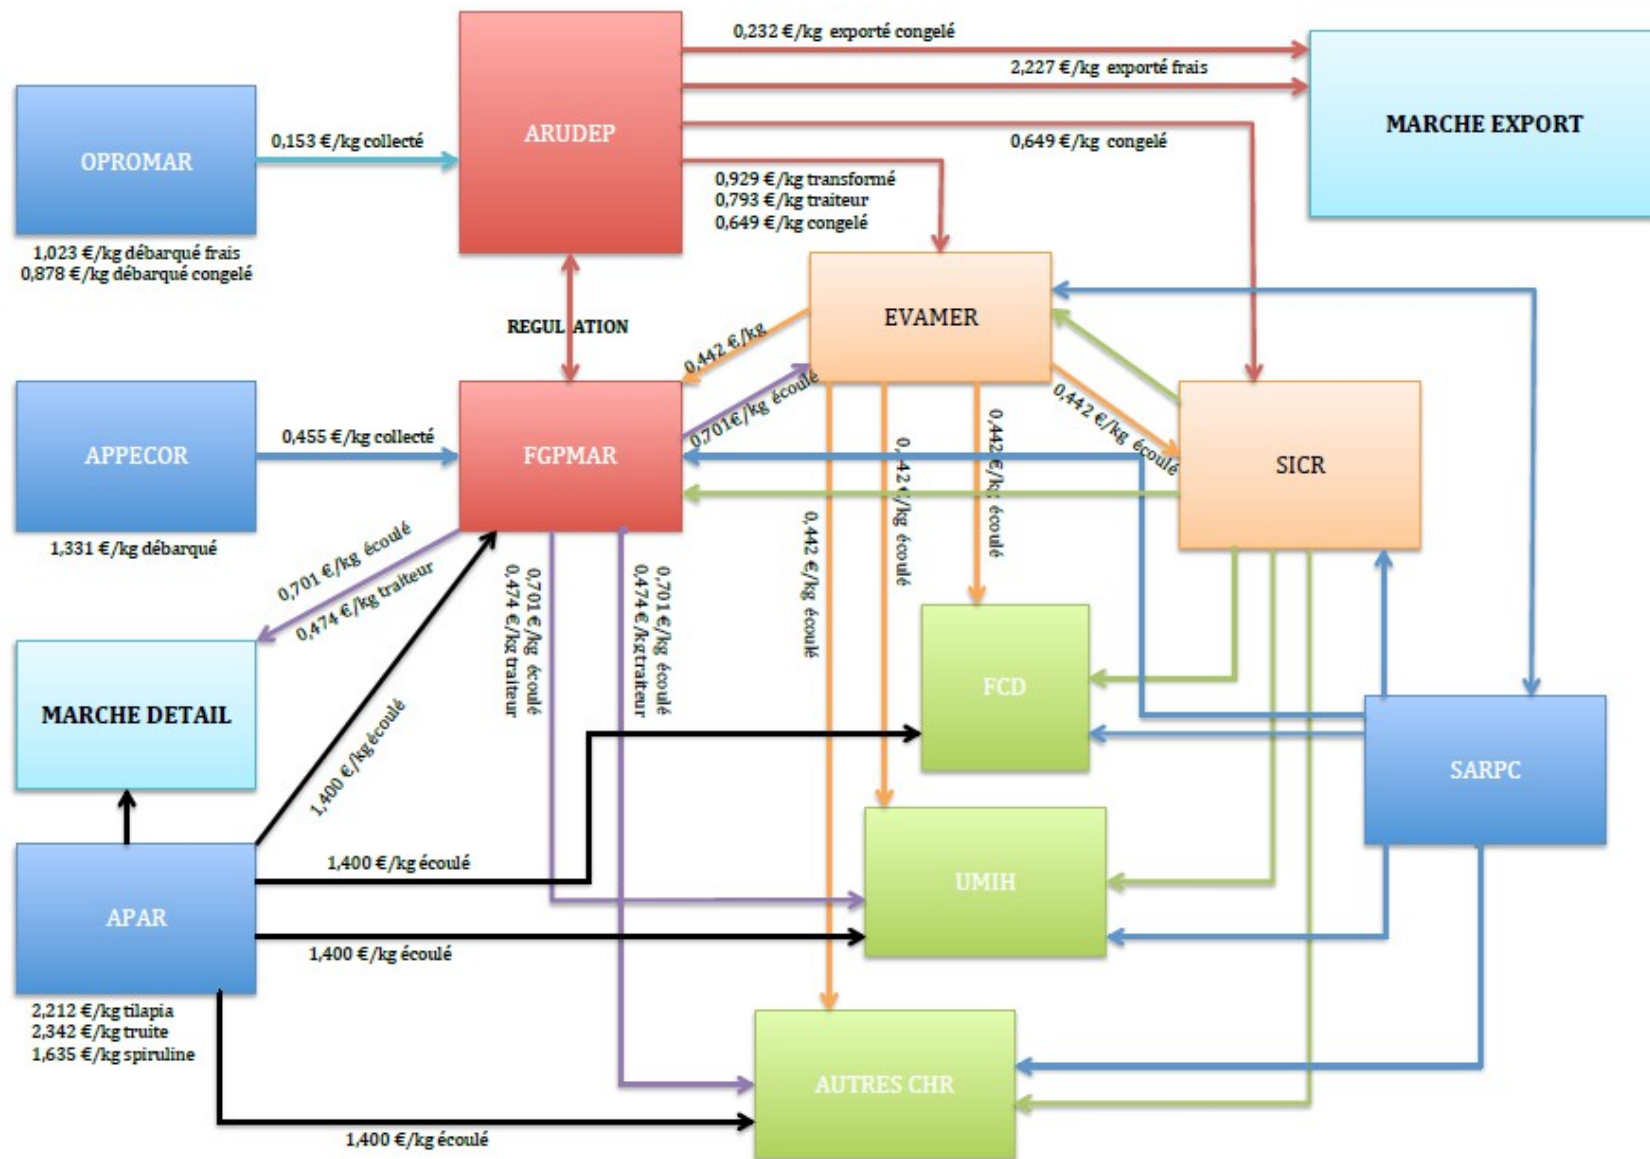 0,232 €/kg exporté congelé
2,227 €/kg exporté frais
MARCHE EXPORT
ARUDEP
0,153 €/kg collecté
OPROMAR
0,649 €/kg congelé
0,929 €/kg transformé
0,793 €/kg traiteur
0,649 €/kg congelé
1,023 €/kg débarqué frais
0,878 €/kg débarqué congelé
REGULATION
EVAMER
0,442 €/kg
0,701€/kg écoulé
0,442 €/kg écoulé
APPECOR
0,455 €/kg collecté
FGPMAR
SICR
1,331 €/kg débarqué
0,442 €/kg écoulé
0,442 €/kg écoulé
0,442 €/kg écoulé
0,701 €/kg écoulé
0,474 €/kg traiteur
0,701 €/kg écoulé
0,474 €/kg traiteur
0,701 €/kg écoulé
0,474 €/kg traiteur
FCD
MARCHE DETAIL
1,400 €/kg écoulé
SARPC
1,400 €/kg écoulé
UMIH
APAR
1,400 €/kg écoulé
2,212 €/kg tilapia
2,342 €/kg truite
1,635 €/kg spiruline
AUTRES CHR
1,400 €/kg écoulé